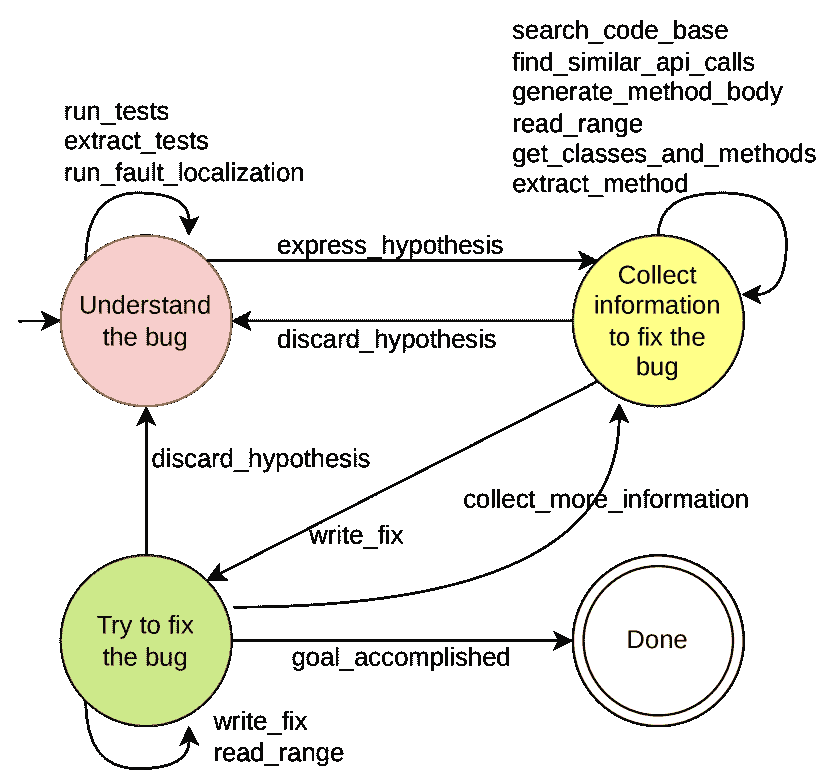 search_code_base
find_similar_api_calls
generate_method_body
read_range
get_classes_and_methods
extract_method
run_tests
extract_tests
run_fault_localization
express_hypothesis
Understand
the bug
Collect
information
to fix the
bug
discard_hypothesis
discard_hypothesis
collect_more_information
write_fix
Try to fix
the bug
Done
goal_accomplished
write_fix
read_range